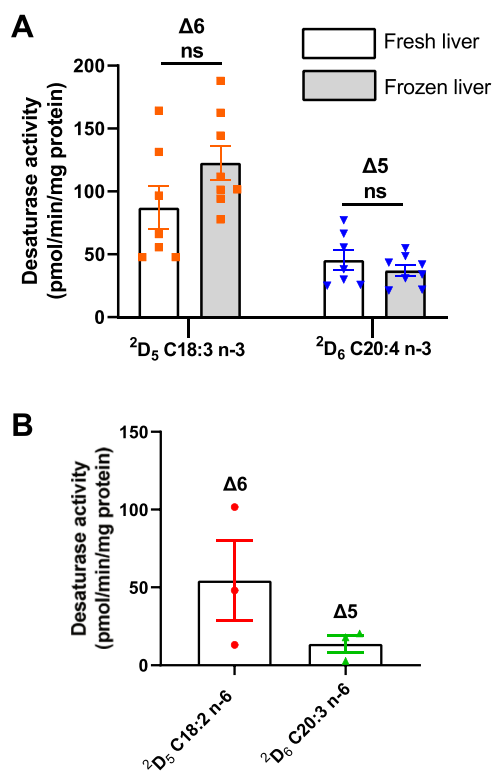 A
Δ6
ns
Fresh liver
Frozen liver
Desaturase activity
(pmol/min/mg protein)
200
150
100
50
0
Δ5
ns
²D₅ C18:3 n-3
²D₆ C20:4 n-3
B
Desaturase activity
(pmol/min/mg protein)
150
100
50
0
Δ6
Δ5
²D₅ C18:2 n-6
²D₆ C20:3 n-6